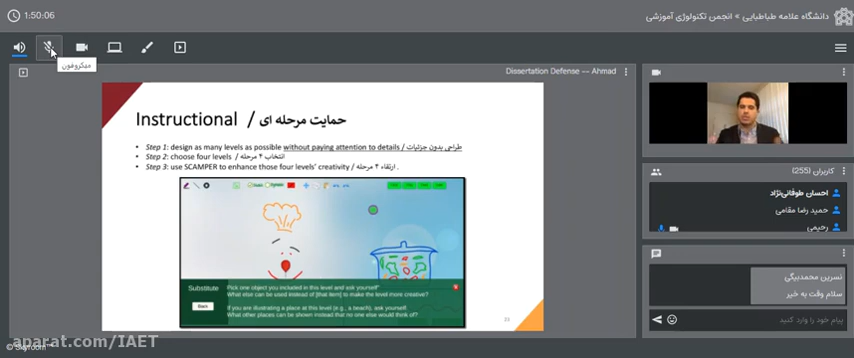 1:50:06
دانشگاه علامه طباطبایی » انجمن تکنولوژی آموزشی
میکروفون
Dissertation Defense -- Ahmad
Instructional / حمایت مرحله ای
Step 1: design as many levels as possible without paying attention to details / طراحی بدون جزئیات
Step 2: choose four levels / انتخاب ۴ مرحله
Step 3: use SCAMPER to enhance those four levels' creativity / ارتقاء ۴ مرحله .
Substitute
Back
Pick one object you included in this level and ask yourself"
What else can be used instead of [that item] to make the level more creative?
If you are illustrating a place at this level (e.g., a beach), ask yourself.
What other places can be shown instead that no one else would think of?
کاربران (255)
احسان طوفانی‌نژاد
حمید رضا مقامی
رحیمی
نسرین محمدبیگی
سلام وقت به خیر
پیام خود را وارد کنید
aparat.com/IAET
© Skyroom™